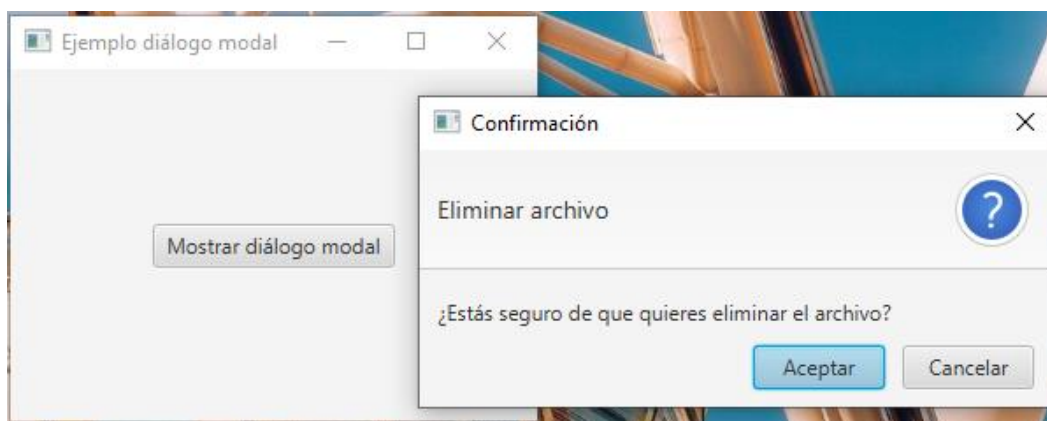 Ejemplo diálogo modal
Mostrar diálogo modal
Confirmación
Eliminar archivo
?
¿Estás seguro de que quieres eliminar el archivo?
Aceptar Cancelar